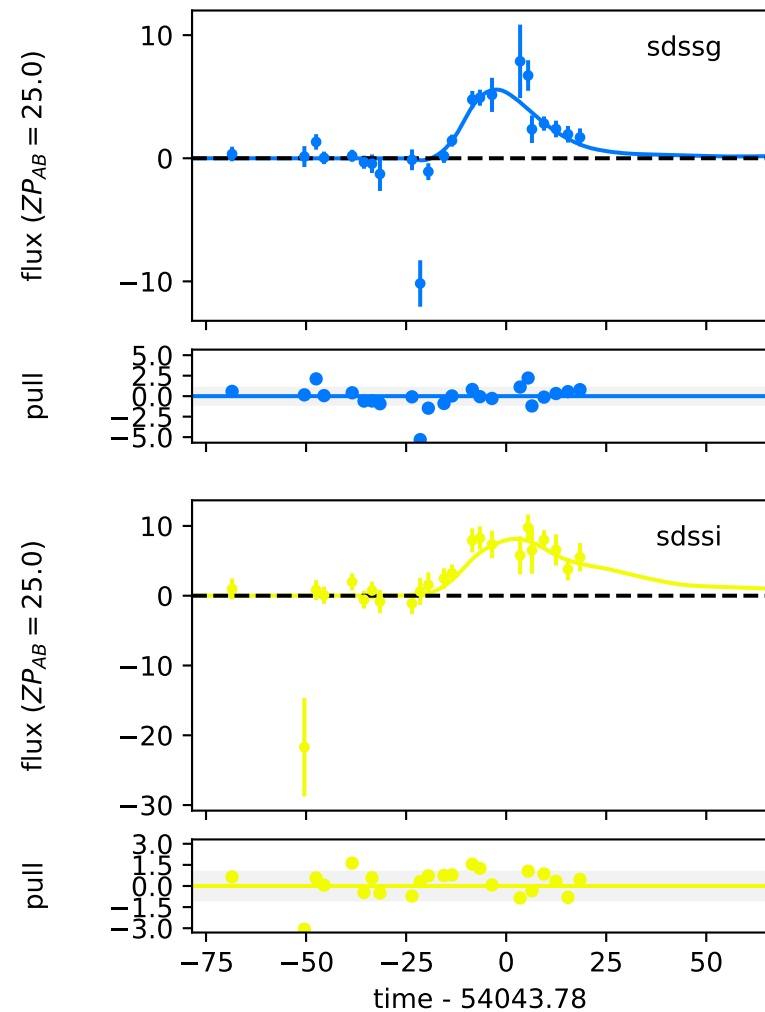 10
sdssg
0
−10
flux (ZP_AB = 25.0)
5.0
2.5
0.0
−2.5
−5.0
pull
10
sdssi
0
−10
−20
−30
flux (ZP_AB = 25.0)
3.0
1.5
0.0
−1.5
−3.0
pull
−75 −50 −25 0 25 50
time - 54043.78